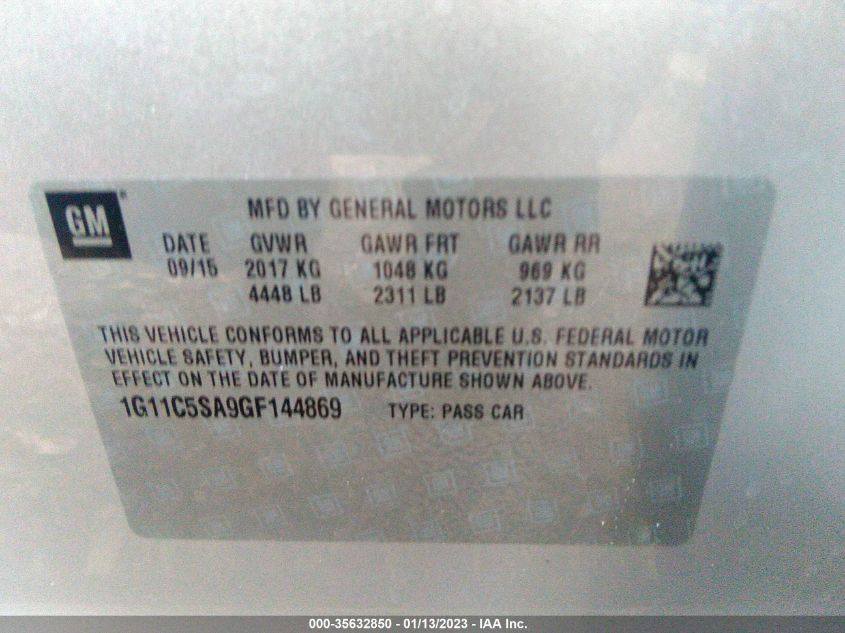 GM
MFD BY GENERAL MOTORS LLC
DATE GVWR GAWR FRT GAWR RR
09/15 2017 KG 1048 KG 969 KG
4448 LB 2311 LB 2137 LB
THIS VEHICLE CONFORMS TO ALL APPLICABLE U.S. FEDERAL MOTOR
VEHICLE SAFETY, BUMPER, AND THEFT PREVENTION STANDARDS IN
EFFECT ON THE DATE OF MANUFACTURE SHOWN ABOVE.
1G11C5SA9GF144869 TYPE: PASS CAR
000-35632850 - 01/13/2023 - IAA Inc.